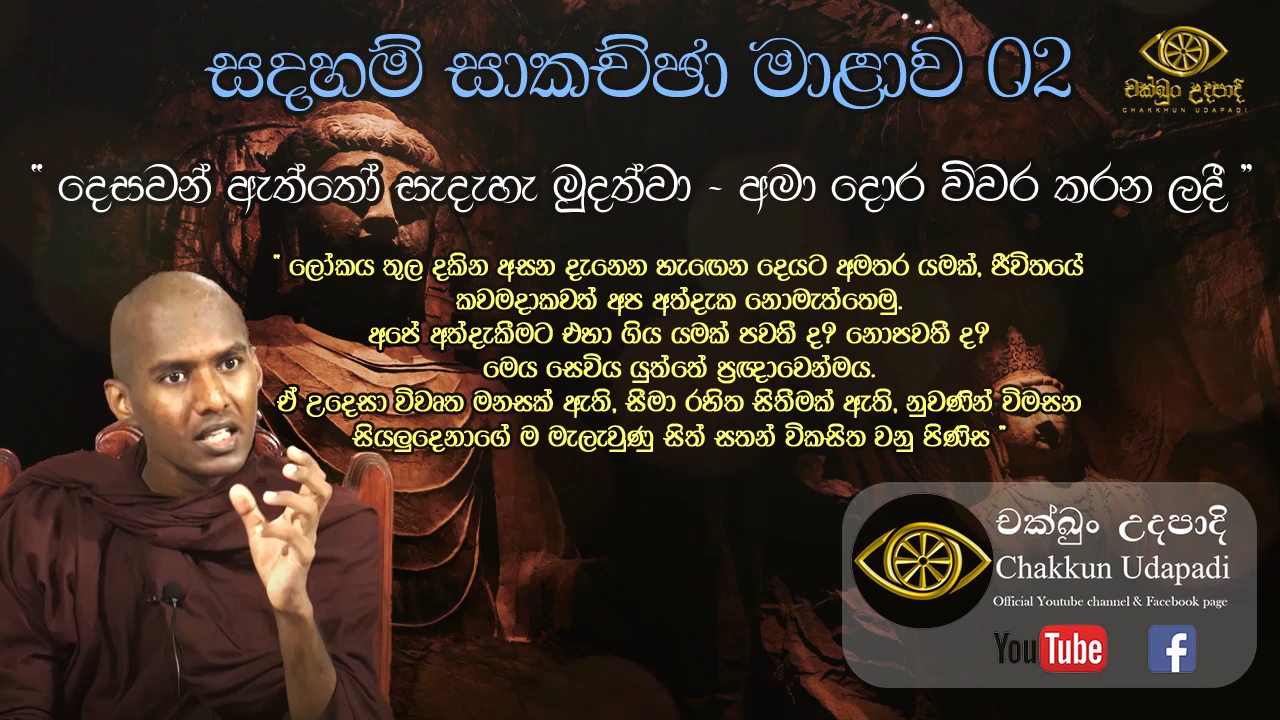 සදහම් සාකච්ඡා මාලාව 02
චක්ඛුං උදපාදි
CHAKKHUN UDAPADI
“ දෙසවන් ඇත්තෝ සැදැහැ මුදත්වා - අමා දොර විවර කරන ලදී ”
" ලෝකය තුල දකින අසන දැනෙන හැඟෙන දෙයට අමතර යමක්, ජීවිතයේ
කවමදාකවත් අප අත්දැක නොමැත්තෙමු.
අපේ අත්දැකීමට එහා ගිය යමක් පවතී ද? නොපවතී ද?
මෙය සෙවිය යුත්තේ ප්‍රඥාවෙන්මය.
ඒ උදෙසා විවෘත මනසක් ඇති, සීමා රහිත සිතීමක් ඇති, නුවණින් විමසන
සියලුදෙනාගේ ම මැලැවුණු සිත් සතන් විකසිත වනු පිණිස "
චක්ඛුං උදපාදි
Chakkun Udapadi
Official Youtube channel & Facebook page
YouTube
f